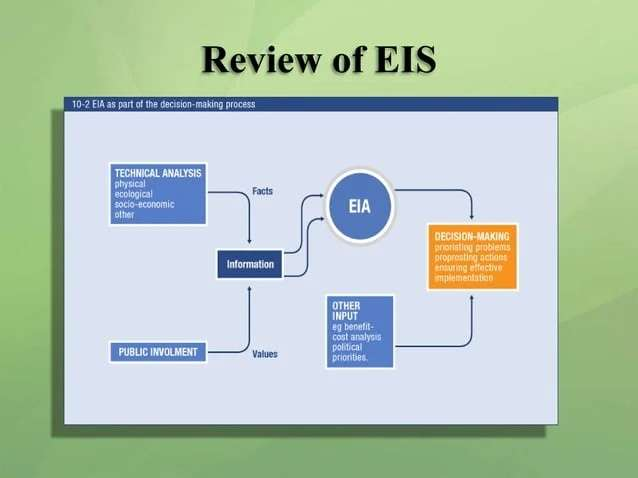 Review of EIS
10-2 EIA as part of the decision-making process
TECHNICAL ANALYSIS
physical
ecological
socio-economic
other
Facts
EIA
Information
DECISION-MAKING
prioristing problems
proprosting actions
ensuring effective
implementation
OTHER
INPUT
eg benefit-
cost analysis
political
priorities.
PUBLIC INVOLMENT
Values